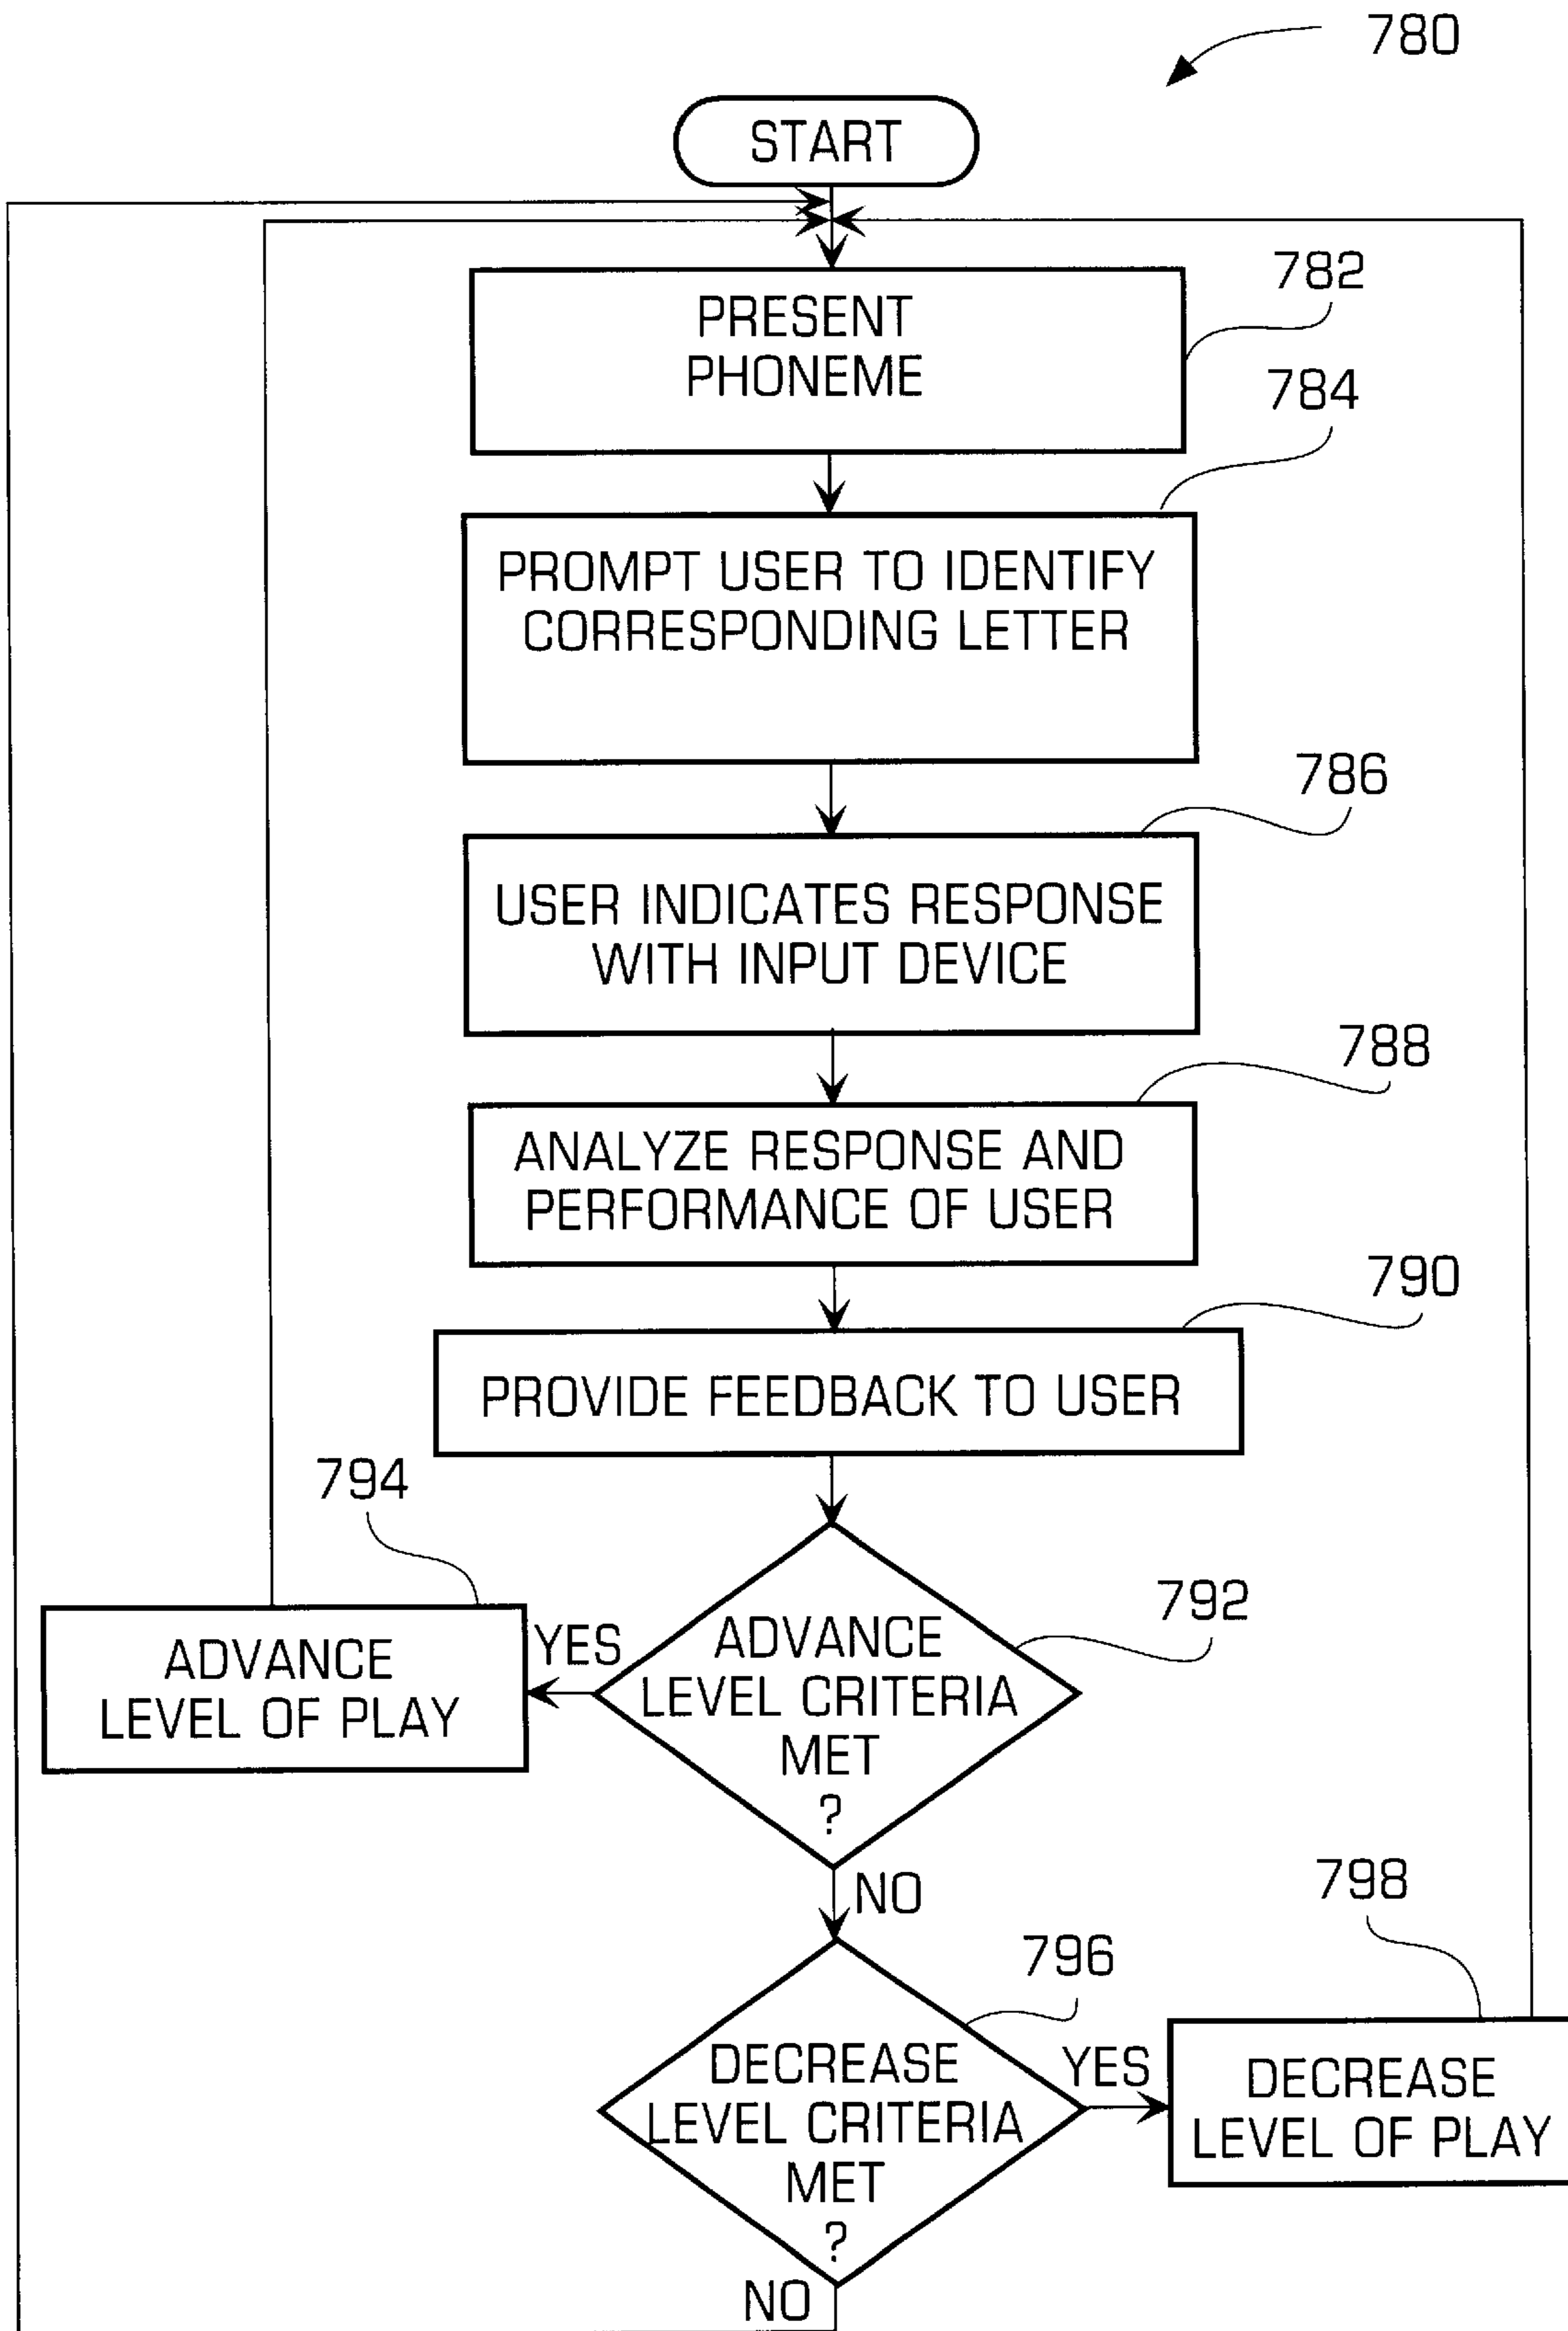 780
START
782
PRESENT
PHONEME
784
PROMPT USER TO IDENTIFY
CORRESPONDING LETTER
786
USER INDICATES RESPONSE
WITH INPUT DEVICE
788
ANALYZE RESPONSE AND
PERFORMANCE OF USER
790
PROVIDE FEEDBACK TO USER
794
792
ADVANCE
LEVEL OF PLAY
YES
ADVANCE
LEVEL CRITERIA
MET
?
NO
798
796
DECREASE
LEVEL CRITERIA
MET
?
YES
DECREASE
LEVEL OF PLAY
NO